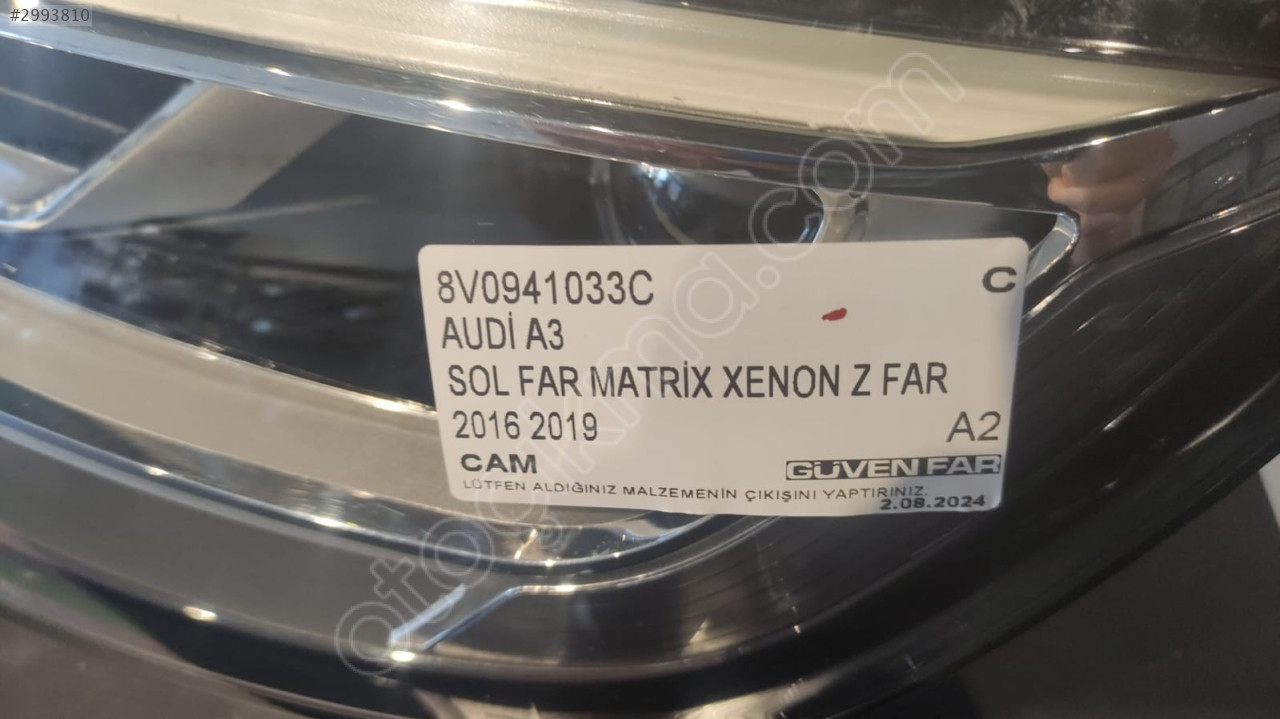 #2993810
8V0941033C
C
AUDİ A3
SOL FAR MATRİX XENON Z FAR
2016 2019
A2
CAM
GÜVEN FAR
LÜTFEN ALDIĞINIZ MALZEMENİN ÇIKIŞINI YAPTIRINIZ.
2.08.2024
otocikma.com